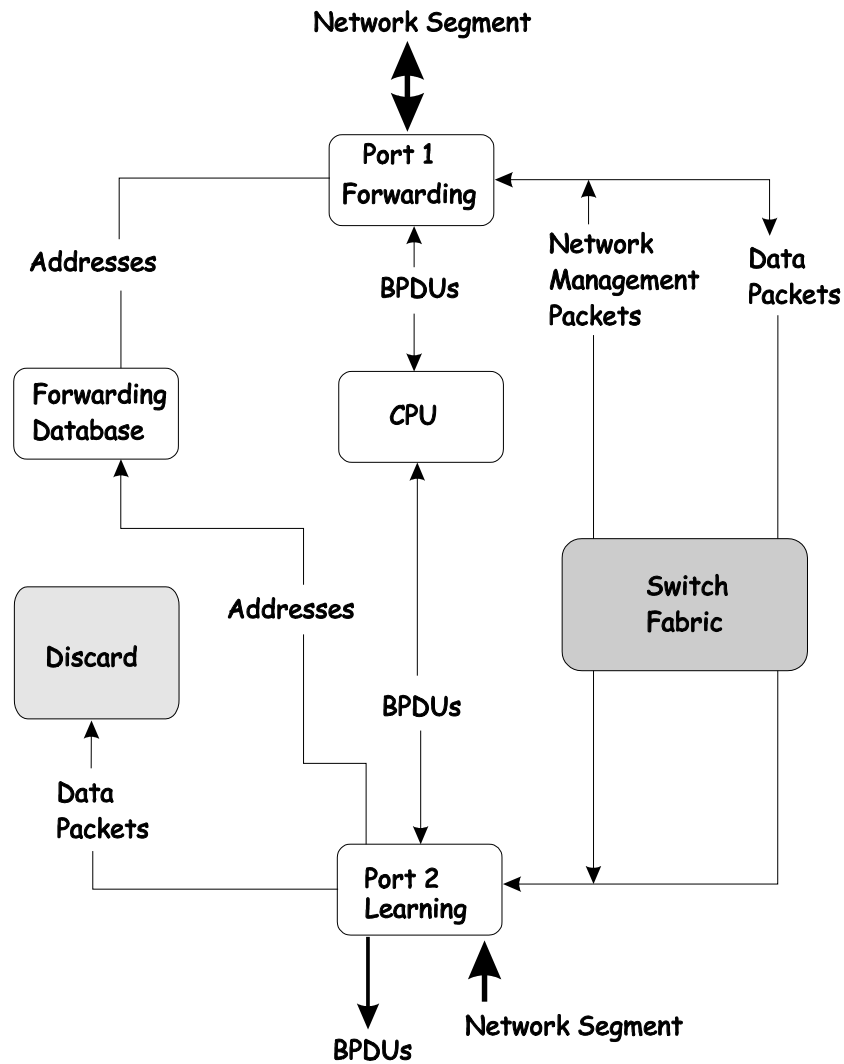 Network Segment
Port 1
Forwarding
Addresses
BPDUs
Network
Management
Packets
Data
Packets
Forwarding
Database
CPU
Switch
Fabric
Addresses
Discard
BPDUs
Data
Packets
Port 2
Learning
Network Segment
BPDUs